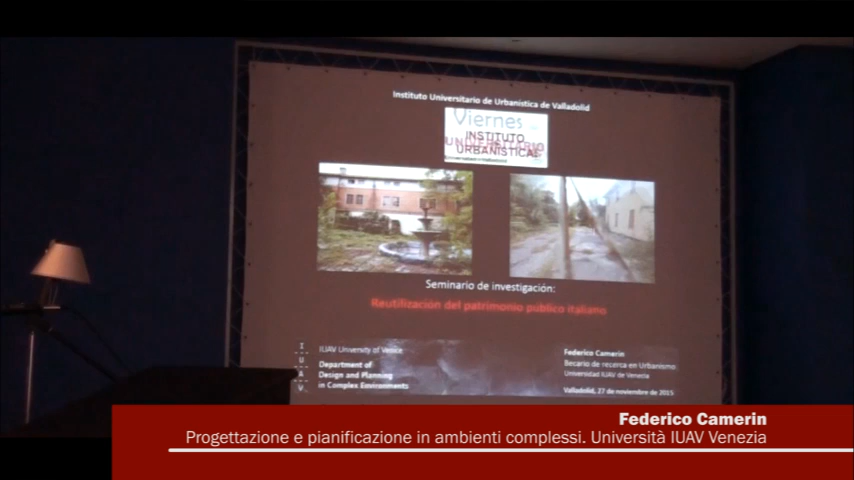 Instituto Universitario de Urbanística de Valladolid
Viernes
INSTITUTO
UNIVERSITARIO
URBANÍSTICA
Seminario de investigación:
Reutilización del patrimonio público italiano
I U A V
IUAV University of Venice
Department of
Design and Planning
in Complex Environments
Federico Camerin
Becario de recerca en Urbanismo
Universidad IUAV de Venezia
Valladolid, 27 de noviembre de 2015
Federico Camerin
Progettazione e pianificazione in ambienti complessi. Università IUAV Venezia